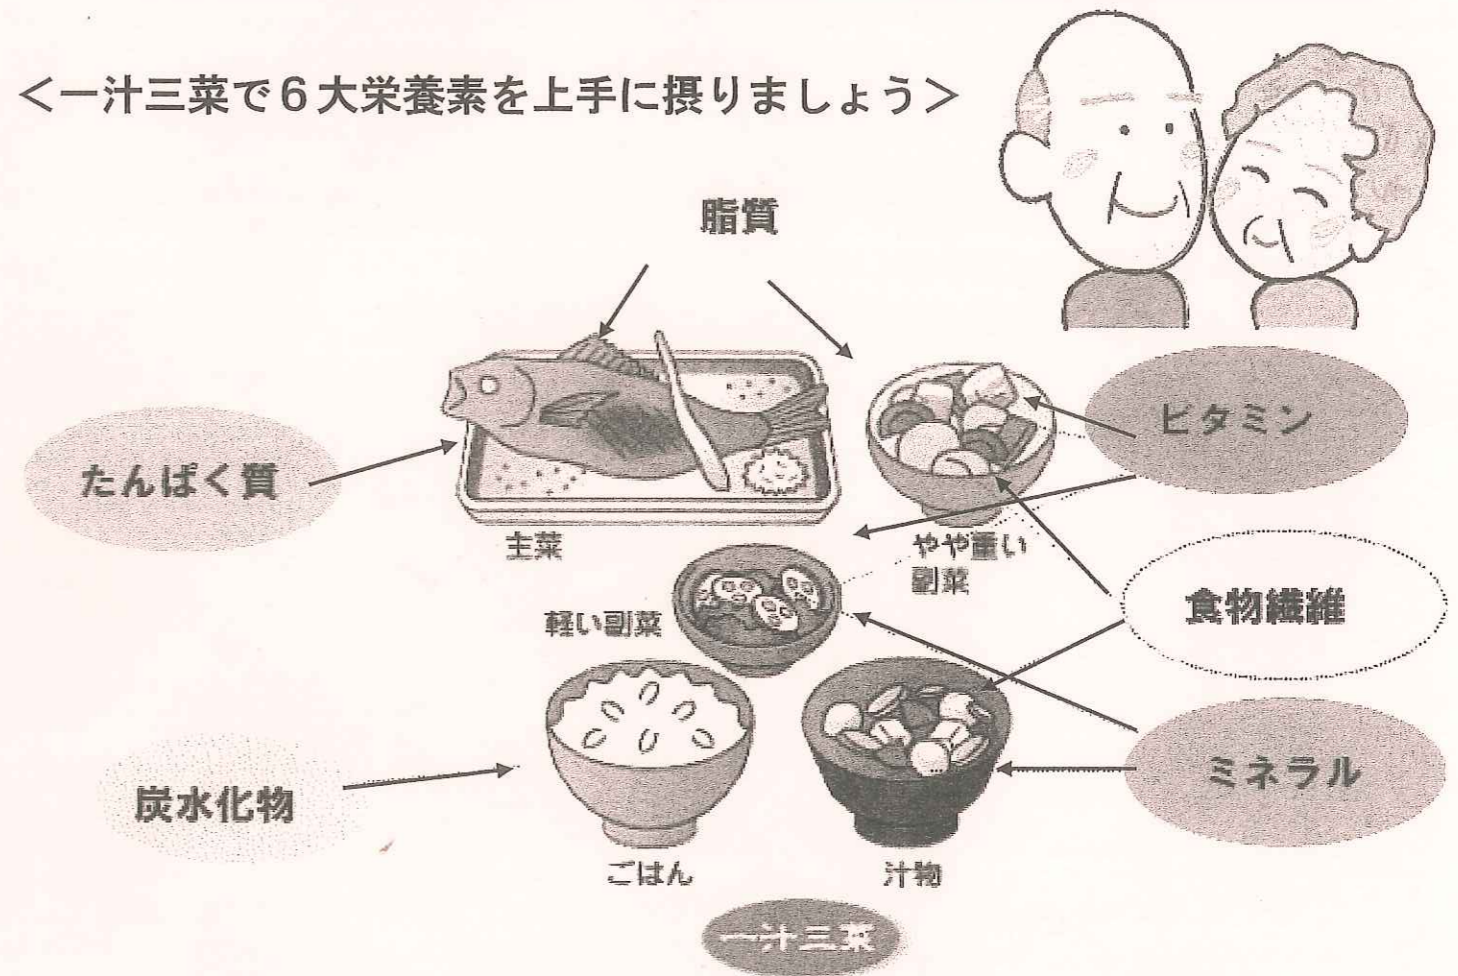 ＜一汁三菜で６大栄養素を上手に摂りましょう＞
脂質
ビタミン
たんぱく質
主菜
やや重い
副菜
食物繊維
軽い副菜
ミネラル
炭水化物
ごはん
汁物
一汁三菜